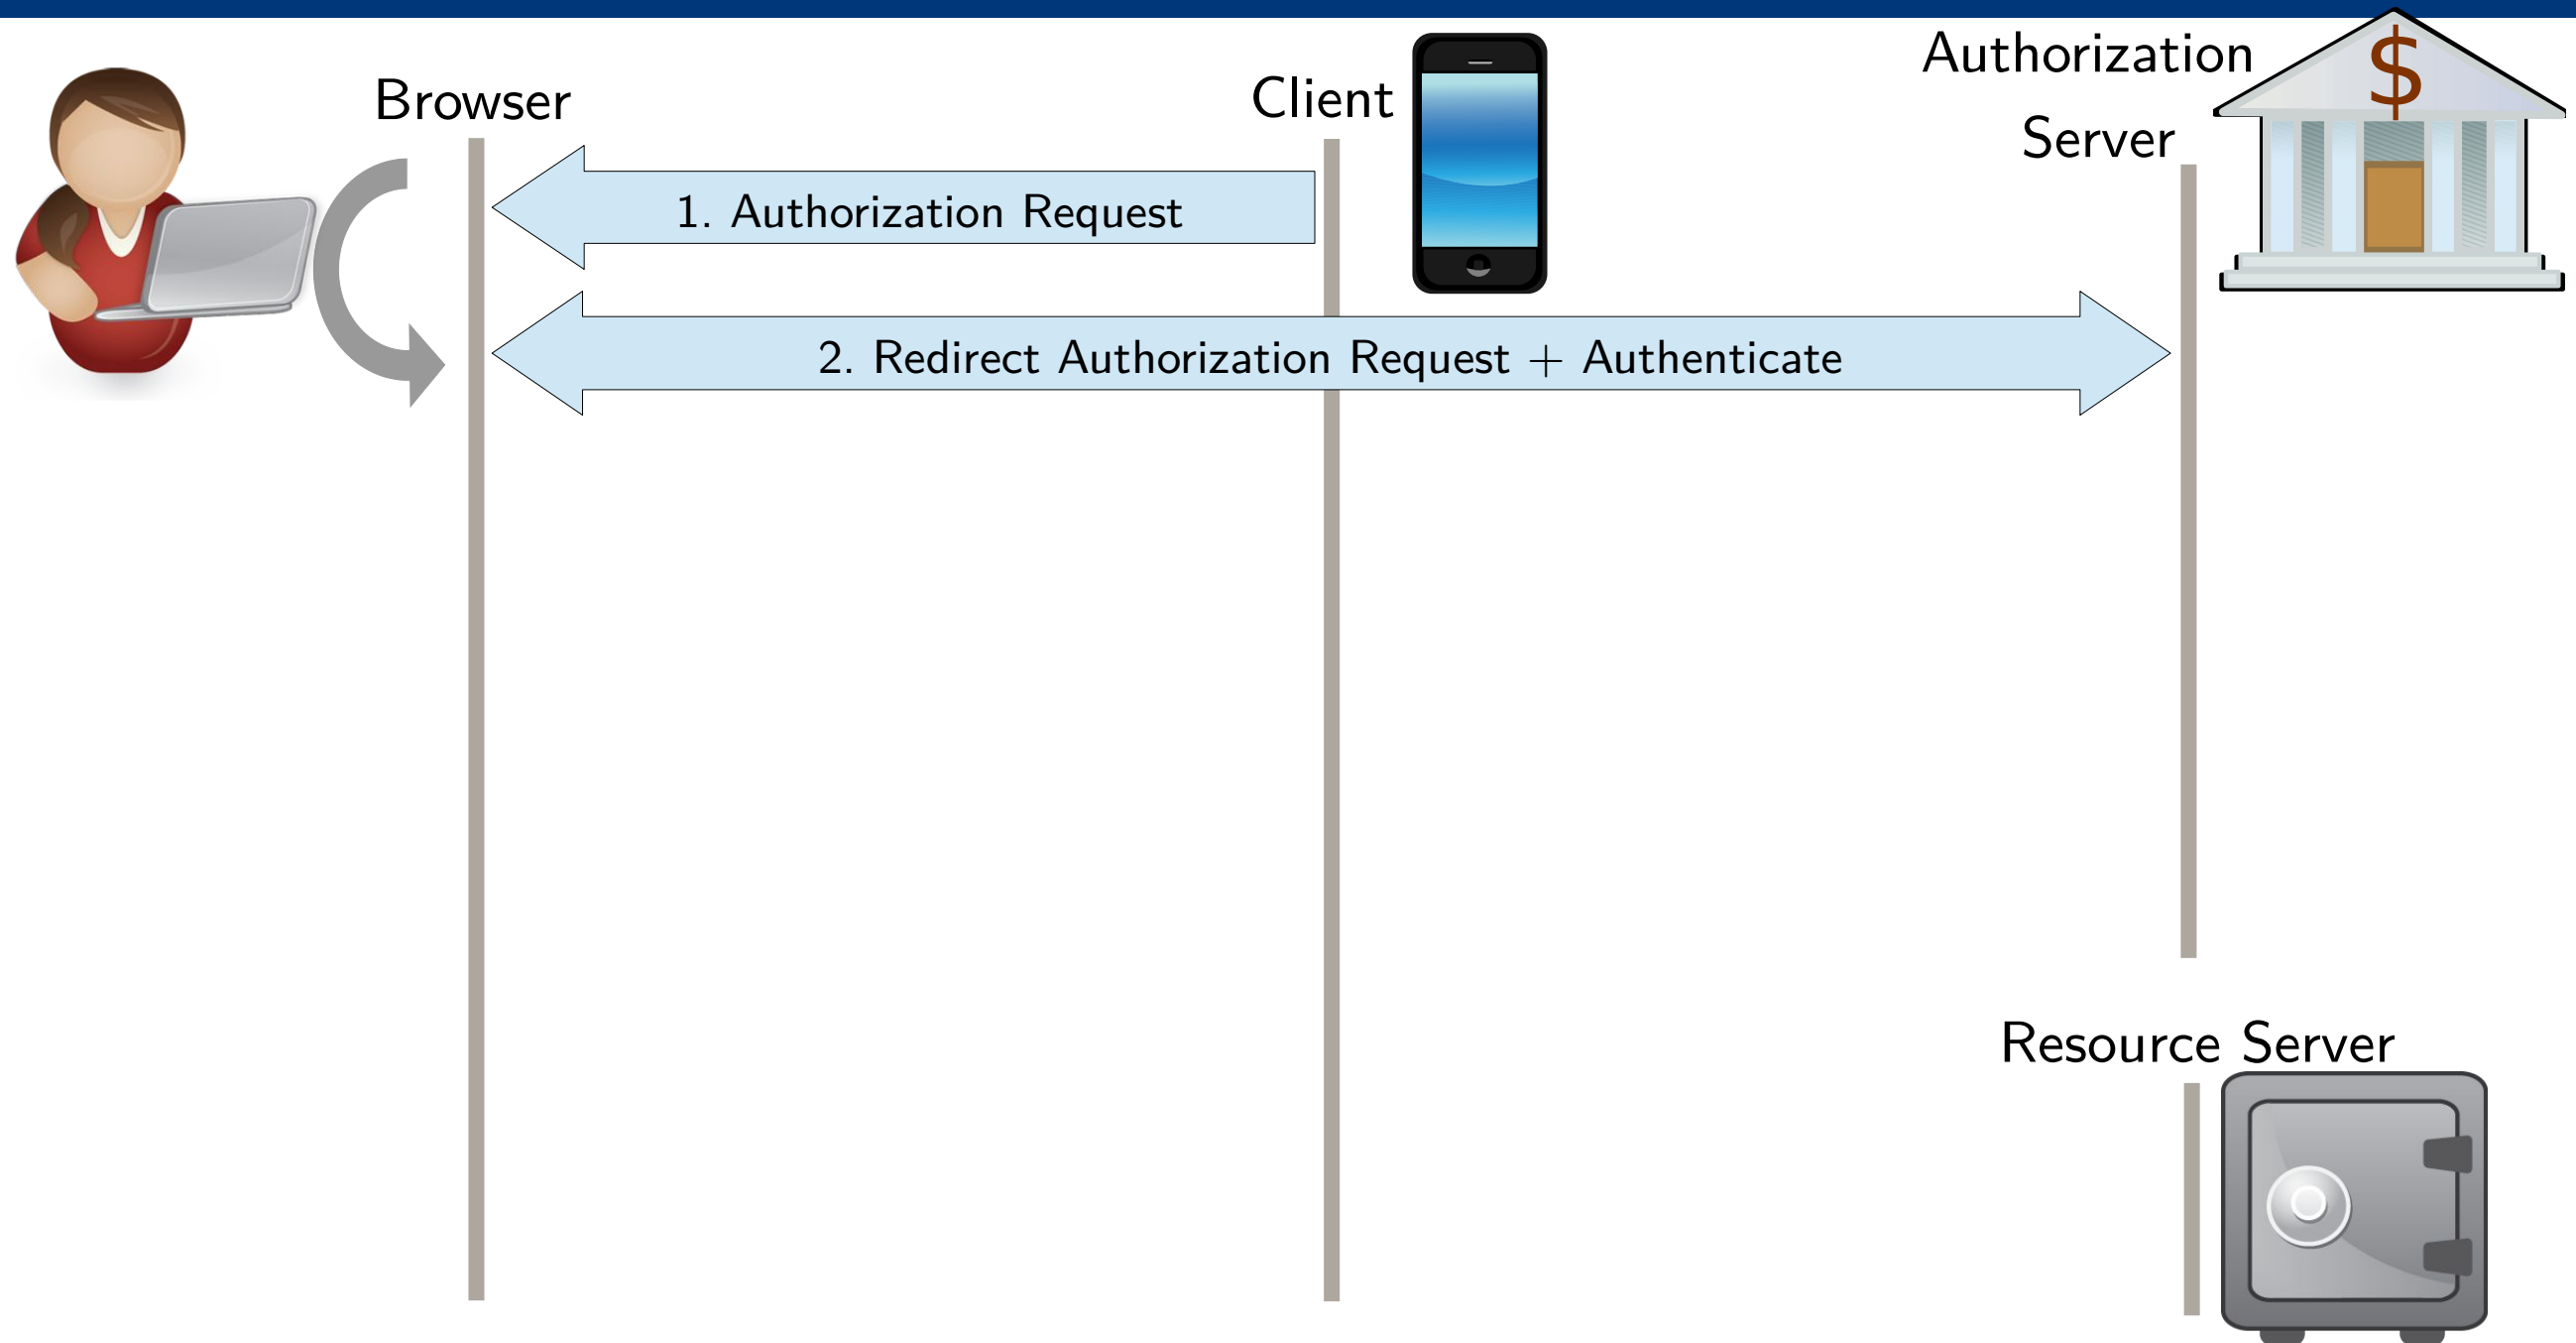 Browser
Client
Authorization
Server
$
1. Authorization Request
2. Redirect Authorization Request + Authenticate
Resource Server